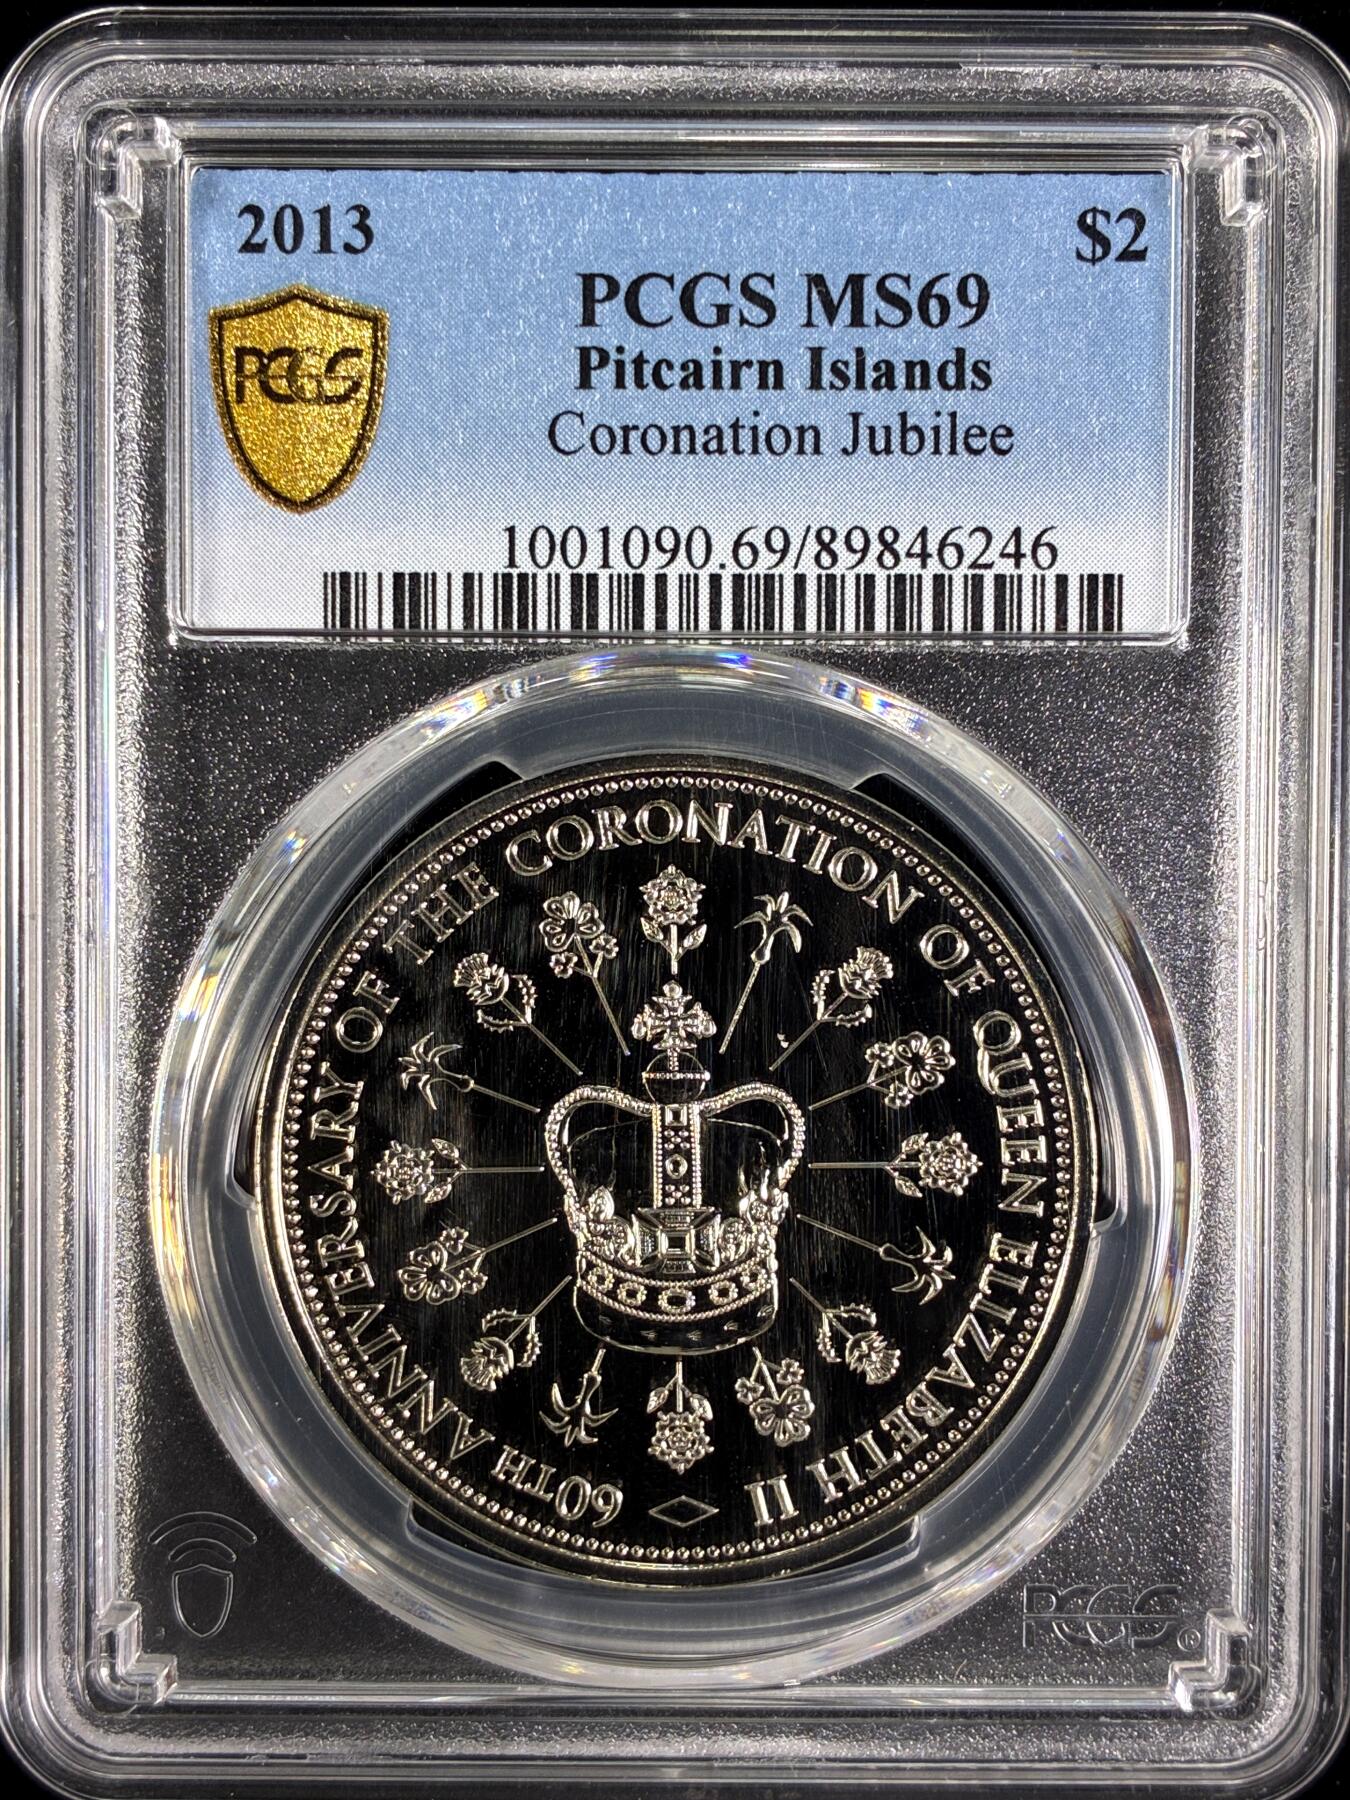 2013
$2
PCGS MS69
PCGS
Pitcairn Islands
Coronation Jubilee
1001090.69/89846246
60TH ANNIVERSARY OF THE CORONATION OF QUEEN ELIZABETH II
PCGS ®